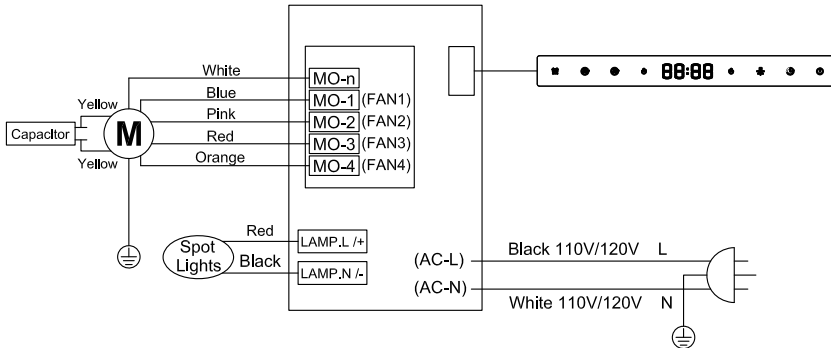 White
MO-n
Yellow
Blue
MO-1 (FAN1)
Pink
MO-2 (FAN2)
Capacitor
M
Red
MO-3 (FAN3)
Yellow
Orange
MO-4 (FAN4)
88:88
Red
LAMP.L /+
Spot
Lights
Black
LAMP.N /-
(AC-L)
Black 110V/120V L
(AC-N)
White 110V/120V N